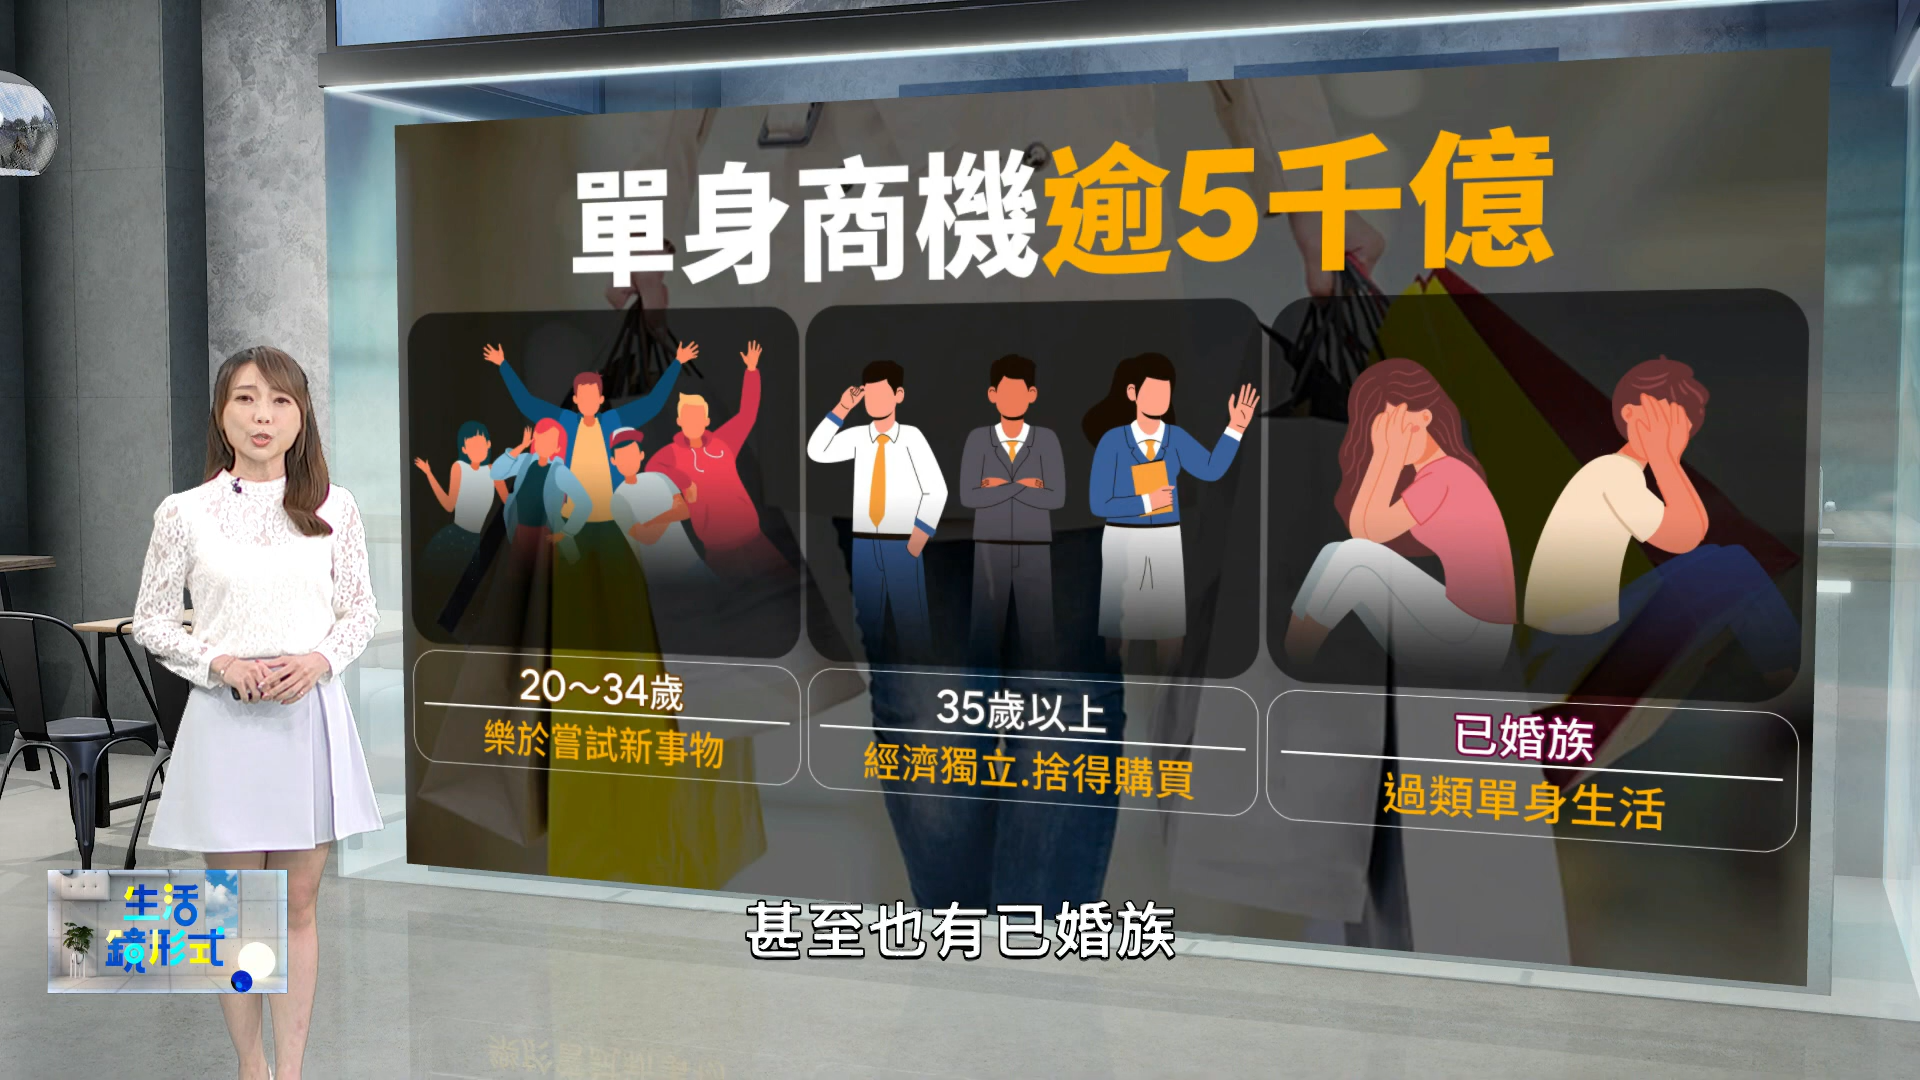 單身商機逾5千億
20～34歲
樂於嘗試新事物
35歲以上
經濟獨立.捨得購買
已婚族
過類單身生活
甚至也有已婚族
生活
鏡形式